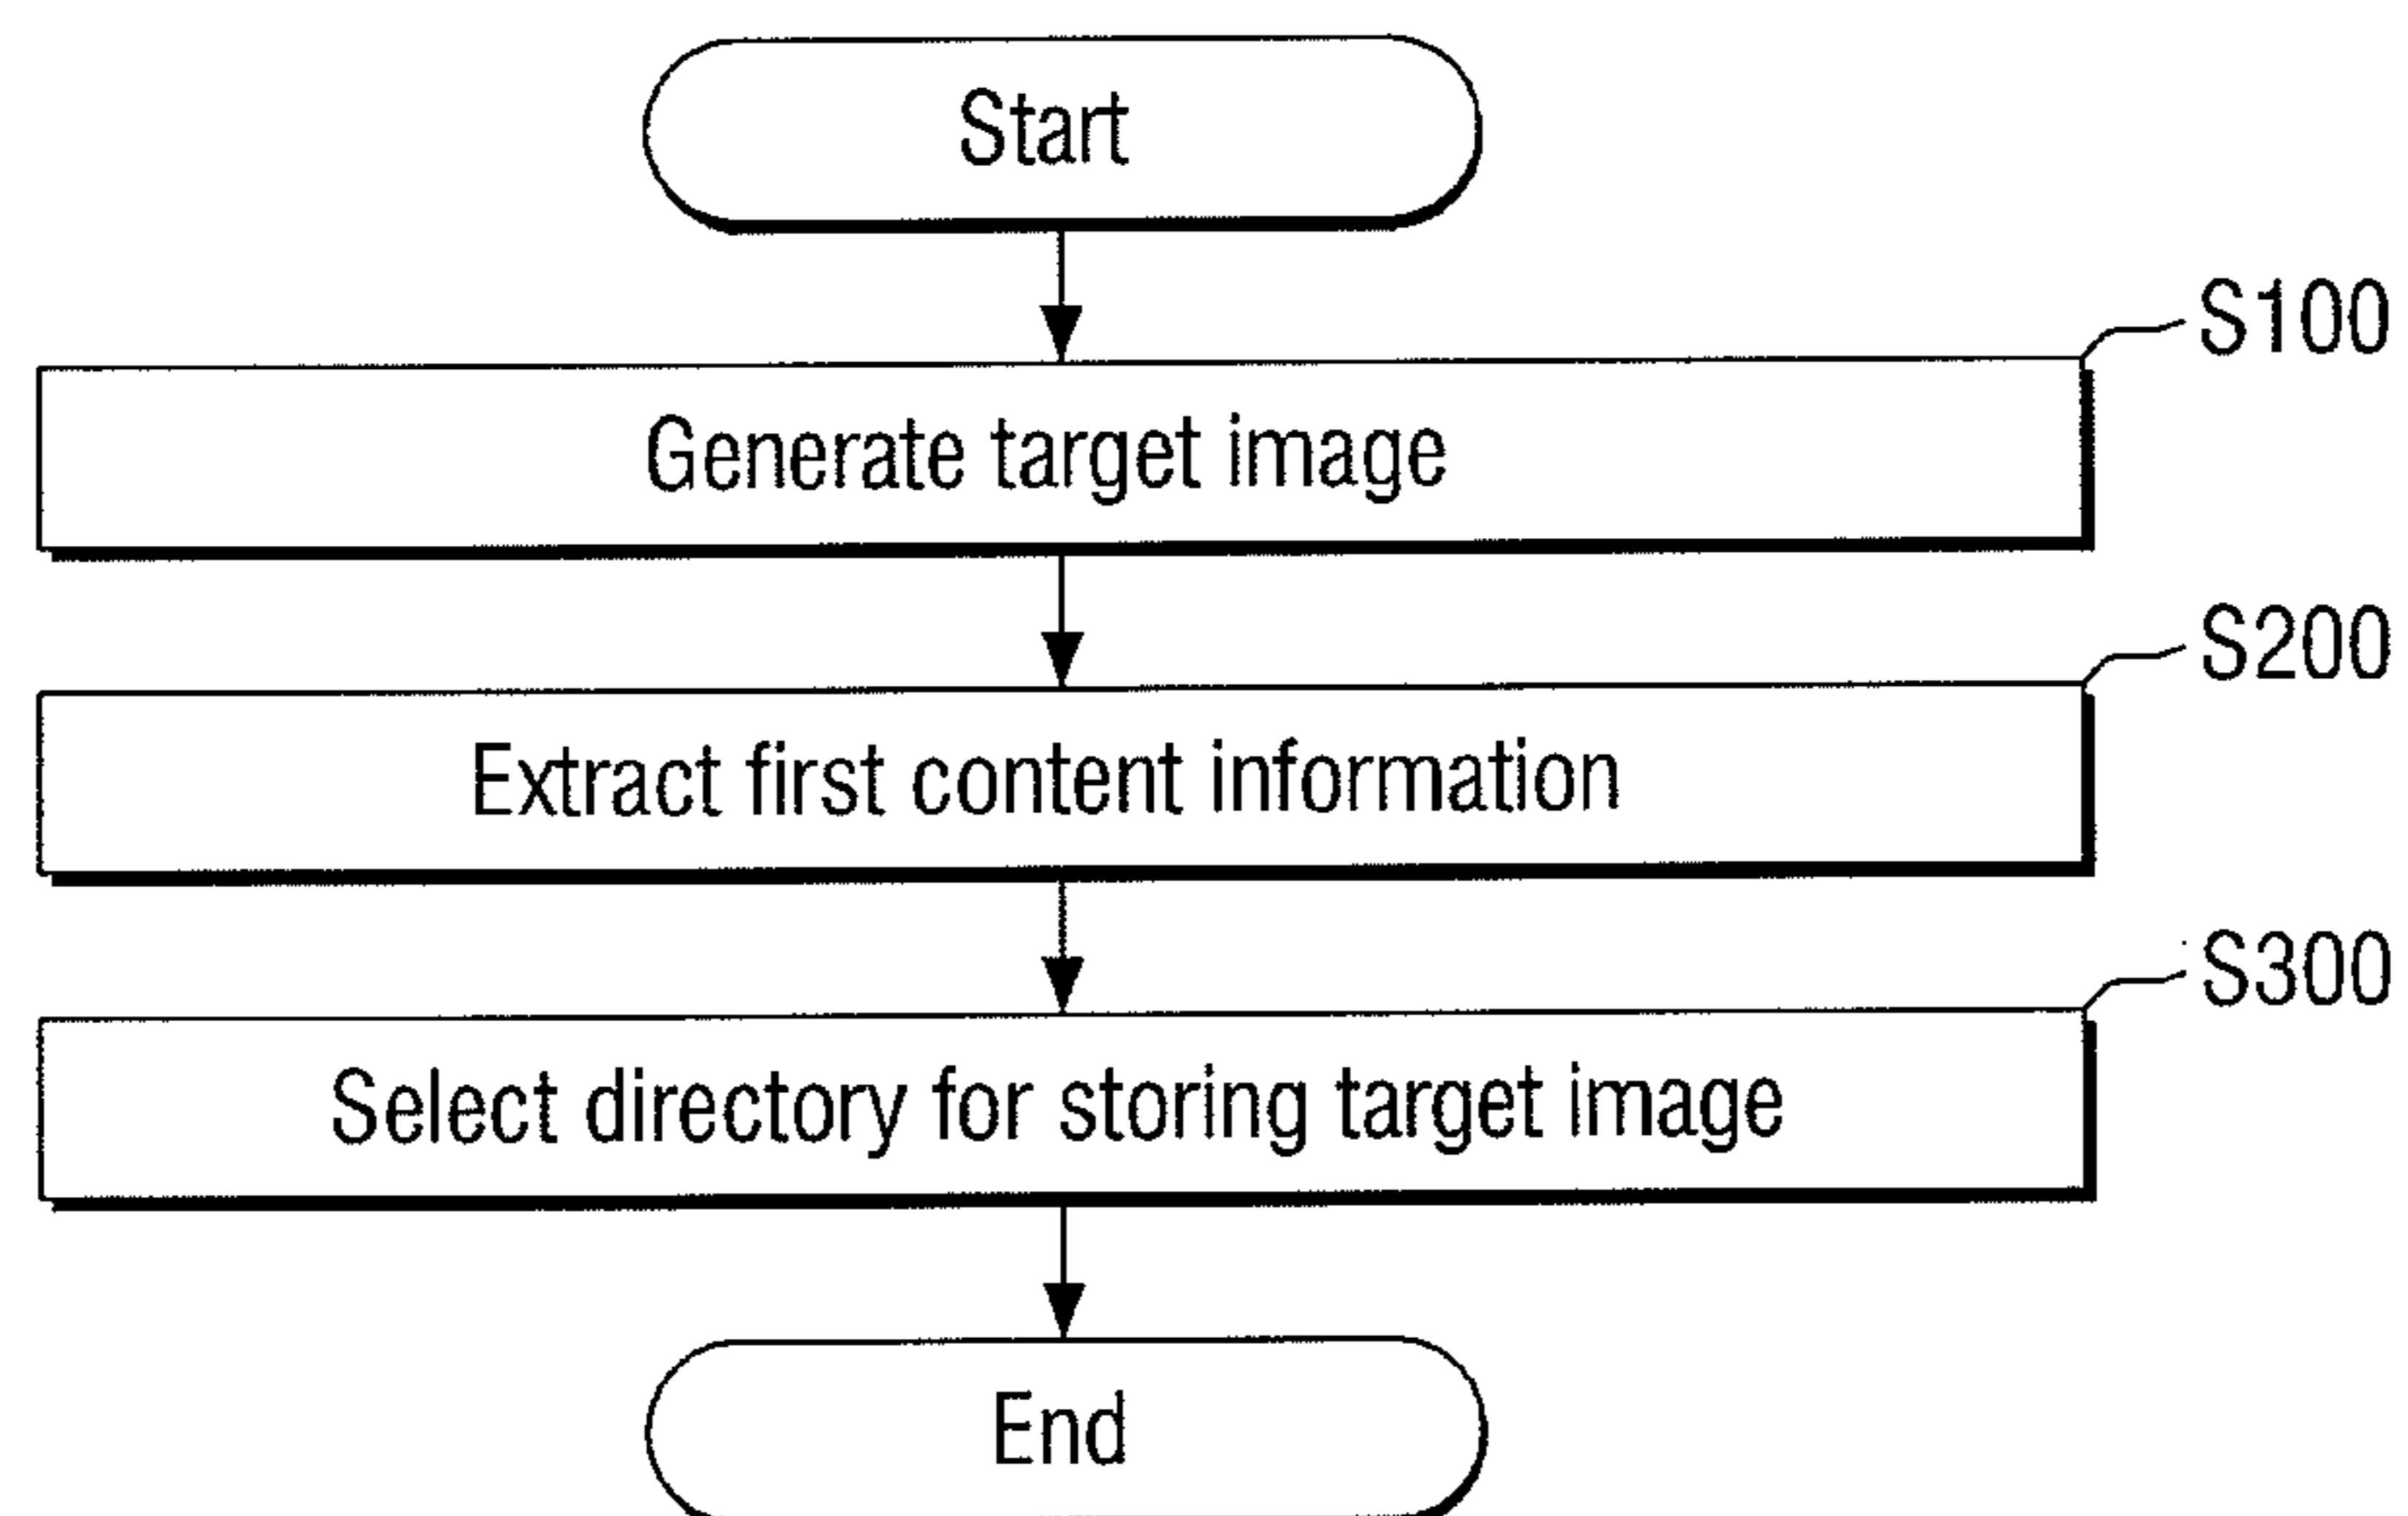 Start
S100
Generate target image
S200
Extract first content information
S300
Select directory for storing target image
End